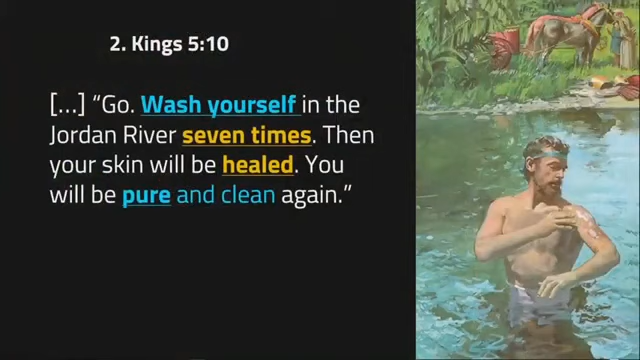 2. Kings 5:10
[...] “Go. Wash yourself in the
Jordan River seven times. Then
your skin will be healed. You
will be pure and clean again.”